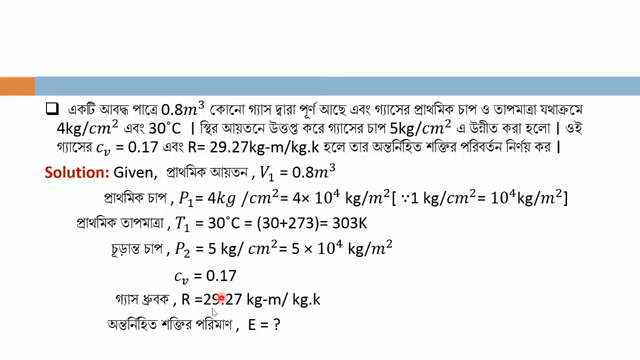 ❑ একটি আবদ্ধ পাত্রে 0.8m³ কোনো গ্যাস দ্বারা পূর্ণ আছে এবং গ্যাসের প্রাথমিক চাপ ও তাপমাত্রা যথাক্রমে
4kg/cm² এবং 30˚C । স্থির আয়তনে উত্তপ্ত করে গ্যাসের চাপ 5kg/cm² এ উন্নীত করা হলো। ওই
গ্যাসের cᵥ = 0.17 এবং R= 29.27kg-m/kg.k হলে তার অন্তর্নিহিত শক্তির পরিবর্তন নির্ণয় কর।
Solution: Given, প্রাথমিক আয়তন, V₁ = 0.8m³
প্রাথমিক চাপ, P₁= 4kg /cm²= 4× 10⁴ kg/m²[ ∵1 kg/cm²= 10⁴kg/m²]
প্রাথমিক তাপমাত্রা, T₁ = 30˚C = (30+273)= 303K
চূড়ান্ত চাপ, P₂ = 5 kg/ cm²= 5 × 10⁴ kg/m²
cᵥ = 0.17
গ্যাস ধ্রুবক , R =29.27 kg-m/ kg.k
অন্তর্নিহিত শক্তির পরিমাণ , E = ?